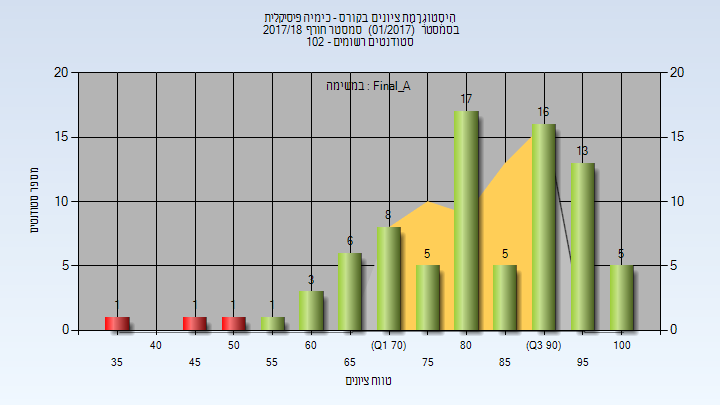 היסטוגרמת ציונים בקורס - כימיה פיסיקלית
בסמסטר (01/2017) סמסטר חורף 2017/18
סטודנטים רשומים - 102
במשימה : Final_A
20 20
15 15
10 10
5 5
0 0
מספר סטודנטים
1 1 1 1 3 6 8 5 17 5 16 13 5
40 50 60 (Q1 70) 80 (Q3 90) 100
35 45 55 65 75 85 95
טווח ציונים